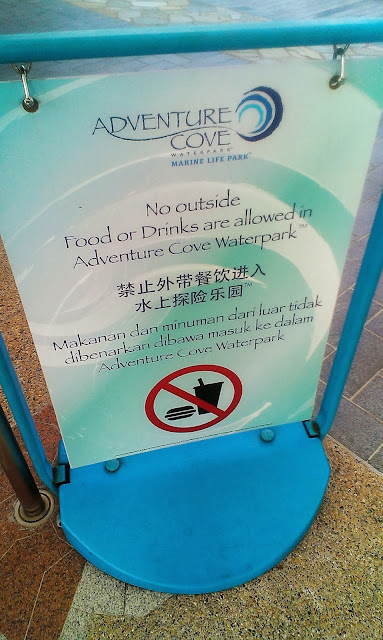 ADVENTURE
COVE
WATERPARK™
MARINE LIFE PARK™
No outside
Food or Drinks are allowed in
Adventure Cove Waterpark™
禁止外带餐饮进入
水上探险乐园™
Makanan dan minuman dari luar tidak
dibenarkan dibawa masuk ke dalam
Adventure Cove Waterpark